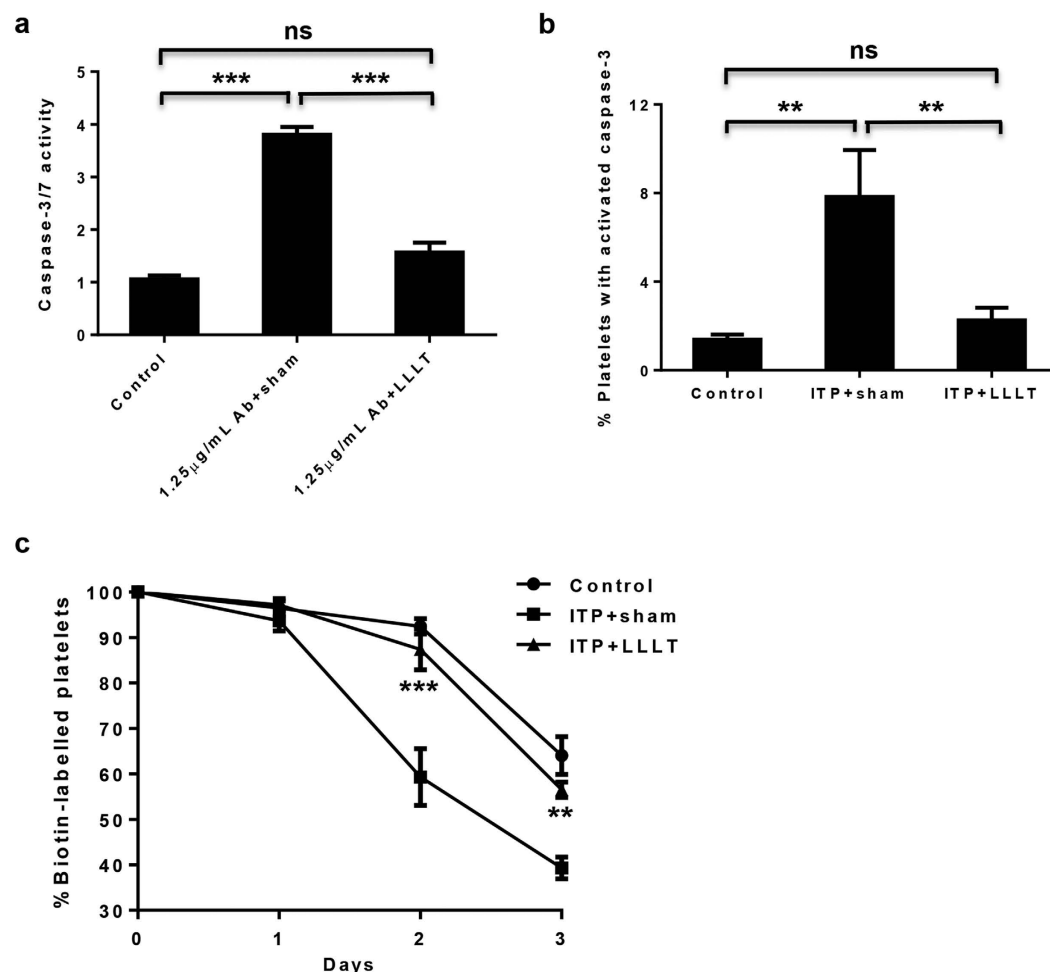 a
ns
***
***
Caspase-3/7 activity
5
4
3
2
1
0
Control
1.25μg/mL Ab+sham
1.25μg/mL Ab+LLLT
b
ns
**
**
% Platelets with activated caspase-3
12
8
4
0
Control
ITP+sham
ITP+LLLT
c
% Biotin-labelled platelets
100
90
80
70
60
50
40
30
***
**
Control
ITP+sham
ITP+LLLT
0
1
2
3
Days